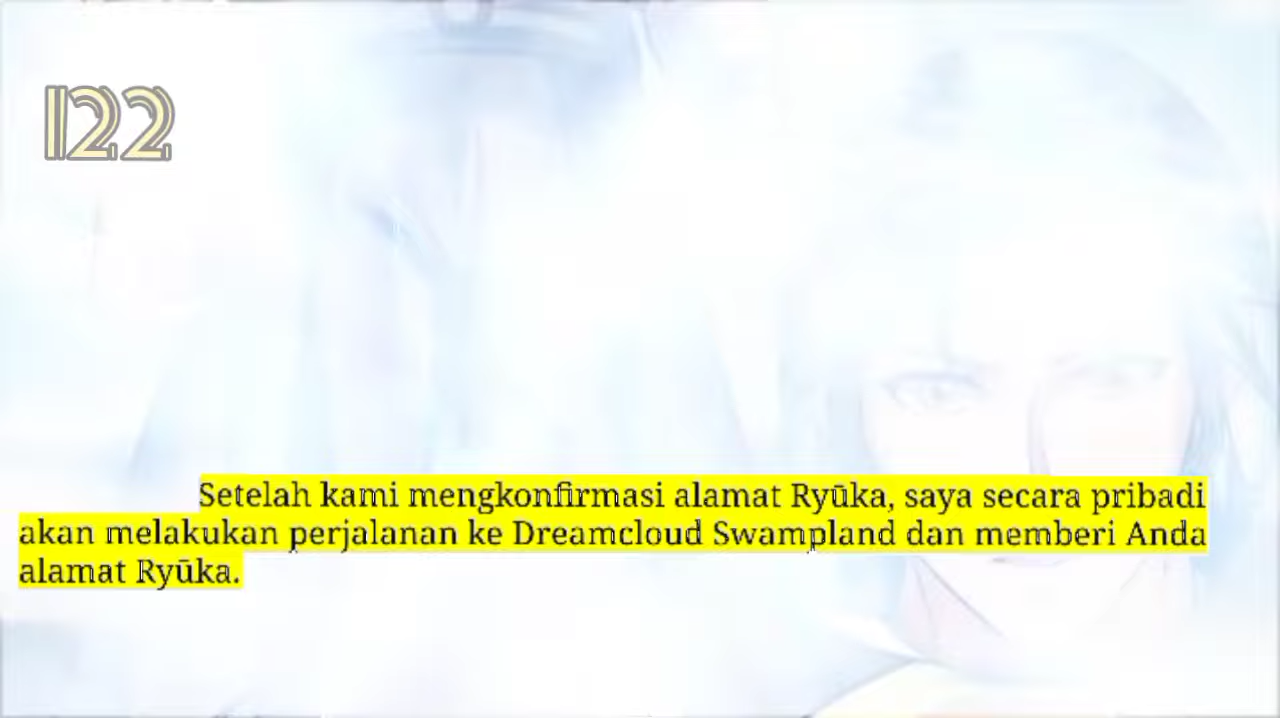 122
Setelah kami mengkonfirmasi alamat Ryūka, saya secara pribadi
akan melakukan perjalanan ke Dreamcloud Swampland dan memberi Anda
alamat Ryūka.